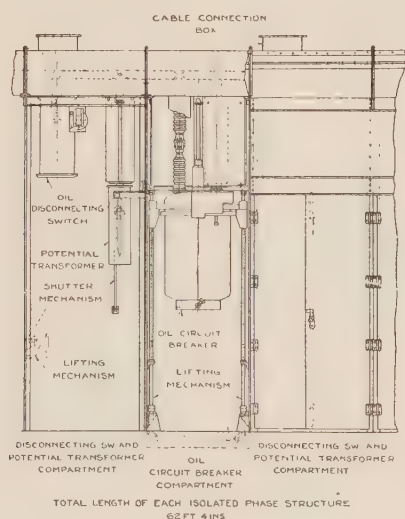 CABLE CONNECTION
BOX
OIL
DISCONNECTING
SWITCH
POTENTIAL
TRANSFORMER
SHUTTER
MECHANISM
OIL CIRCUIT
BREAKER
LIFTING
MECHANISM
LIFTING
MECHANISM
DISCONNECTING SW AND
POTENTIAL TRANSFORMER
COMPARTMENT
OIL
CIRCUIT BREAKER
COMPARTMENT
DISCONNECTING SW AND
POTENTIAL TRANSFORMER
COMPARTMENT
TOTAL LENGTH OF EACH ISOLATED PHASE STRUCTURE
62 FT 4 INS